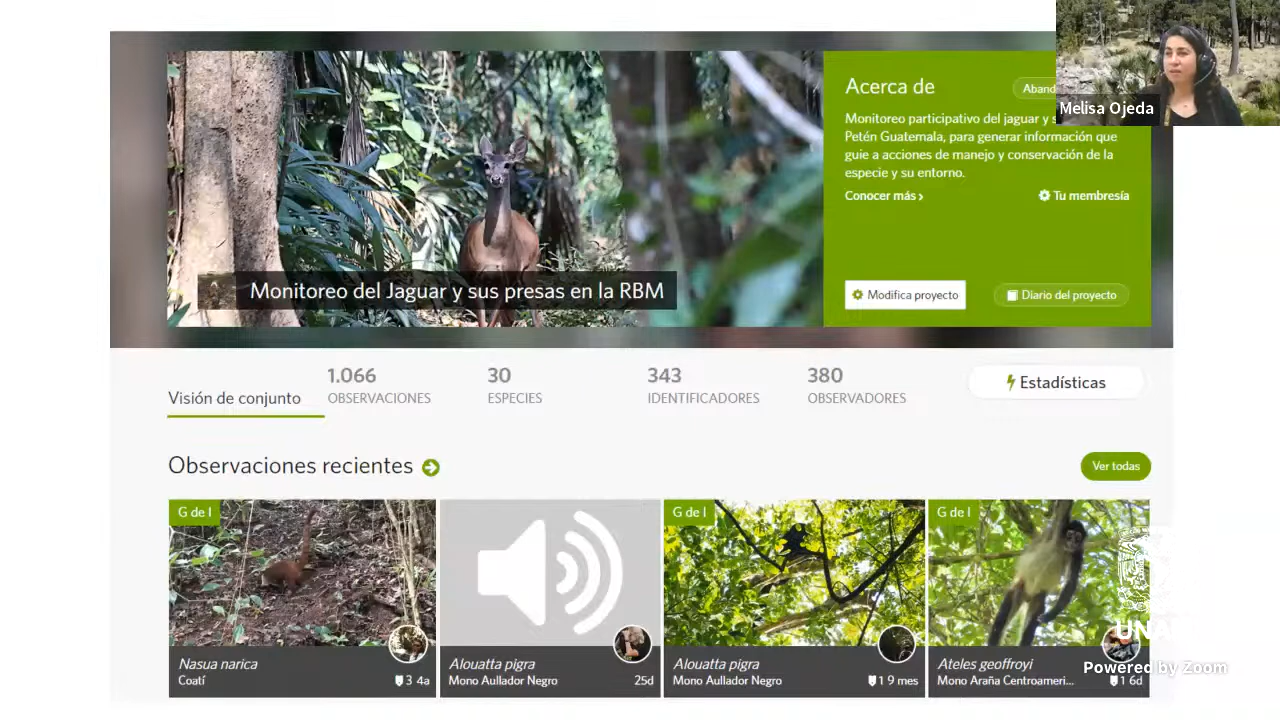 Acerca de
Aband
Melisa Ojeda
Monitoreo participativo del jaguar y s
Petén Guatemala, para generar información que
guie a acciones de manejo y conservación de la
especie y su entorno.
Conocer más ›
Tu membresía
Monitoreo del Jaguar y sus presas en la RBM
Modifica proyecto
Diario del proyecto
Visión de conjunto
1.066
OBSERVACIONES
30
ESPECIES
343
IDENTIFICADORES
380
OBSERVADORES
Estadísticas
Observaciones recientes
Ver todas
G de I
Nasua narica
Coatí
3 4a
Alouatta pigra
Mono Aullador Negro
25d
G de I
Alouatta pigra
Mono Aullador Negro
1 9 mes
G de I
Ateles geoffroyi
Mono Araña Centroameri...
1 6d
Powered by Zoom